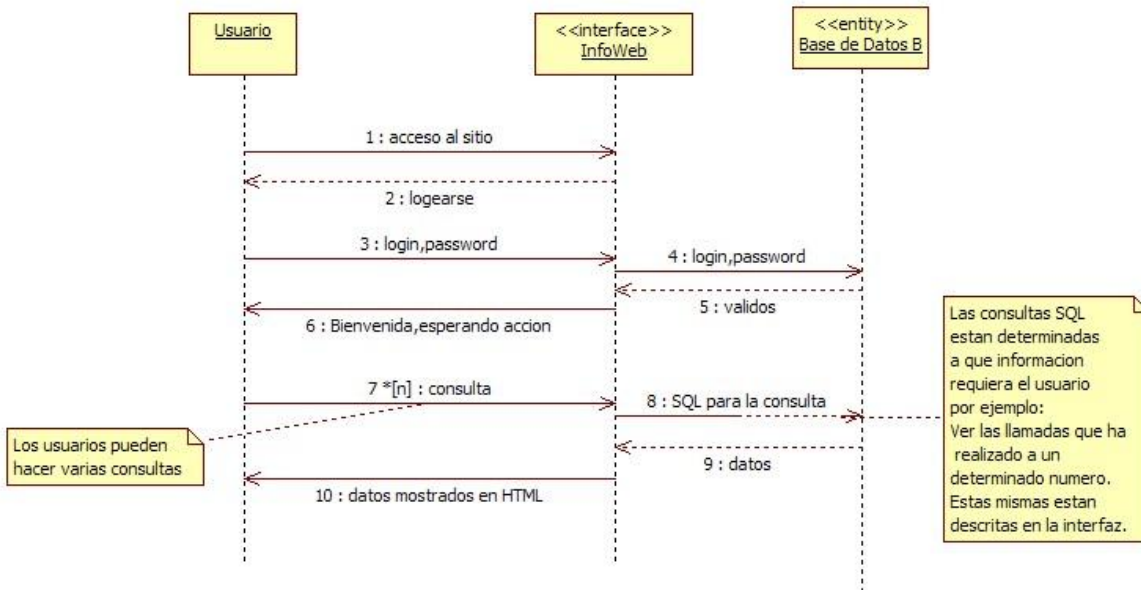 Usuario
<<interface>>
InfoWeb
<<entity>>
Base de Datos B
1 : acceso al sitio
2 : logearse
3 : login,password
4 : login,password
5 : validos
6 : Bienvenida,esperando accion
7 *[n] : consulta
8 : SQL para la consulta
9 : datos
10 : datos mostrados en HTML
Los usuarios pueden
hacer varias consultas
Las consultas SQL
estan determinadas
a que informacion
requiera el usuario
por ejemplo:
Ver las llamadas que ha
realizado a un
determinado numero.
Estas mismas estan
descritas en la interfaz.